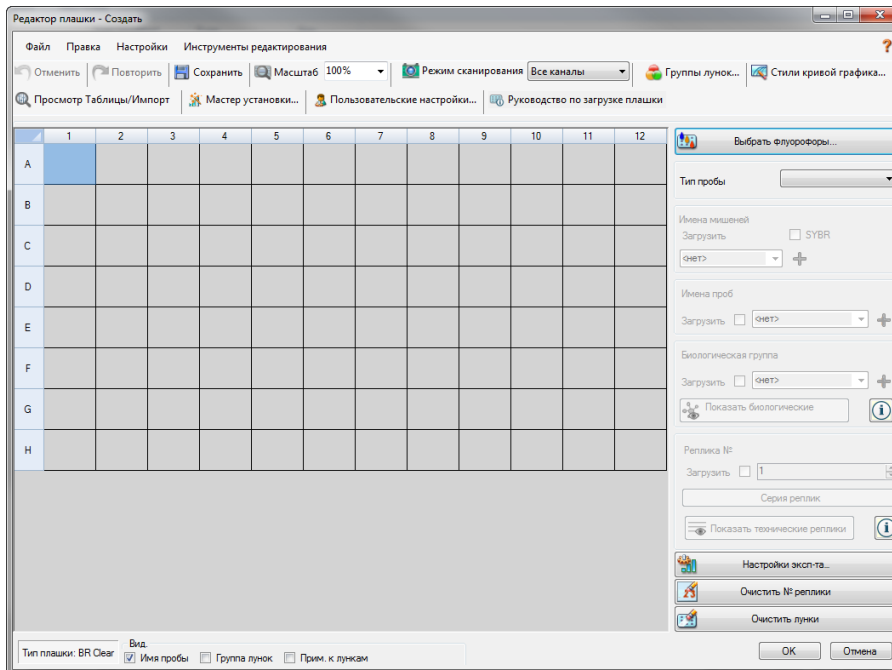 Редактор плашки - Создать
Файл Правка Настройки Инструменты редактирования
Отменить Повторить Сохранить Масштаб 100% Режим сканирования Все каналы Группы лунок... Стили кривой графика...
Просмотр Таблицы/Импорт Мастер установки... Пользовательские настройки... Руководство по загрузке плашки
1 2 3 4 5 6 7 8 9 10 11 12
A
B
C
D
E
F
G
H
Выбрать флуорофоры...
Тип пробы
Имена мишеней
Загрузить SYBR
<нет>
Имена проб
Загрузить <нет>
Биологическая группа
Загрузить <нет>
Показать биологические
Реплика №
Загрузить 1
Серия реплик
Показать технические реплики
Настройки эксп-та...
Очистить № реплики
Очистить лунки
Тип плашки: BR Clear
Вид.
Имя пробы Группа лунок Прим. к лункам
OK Отмена